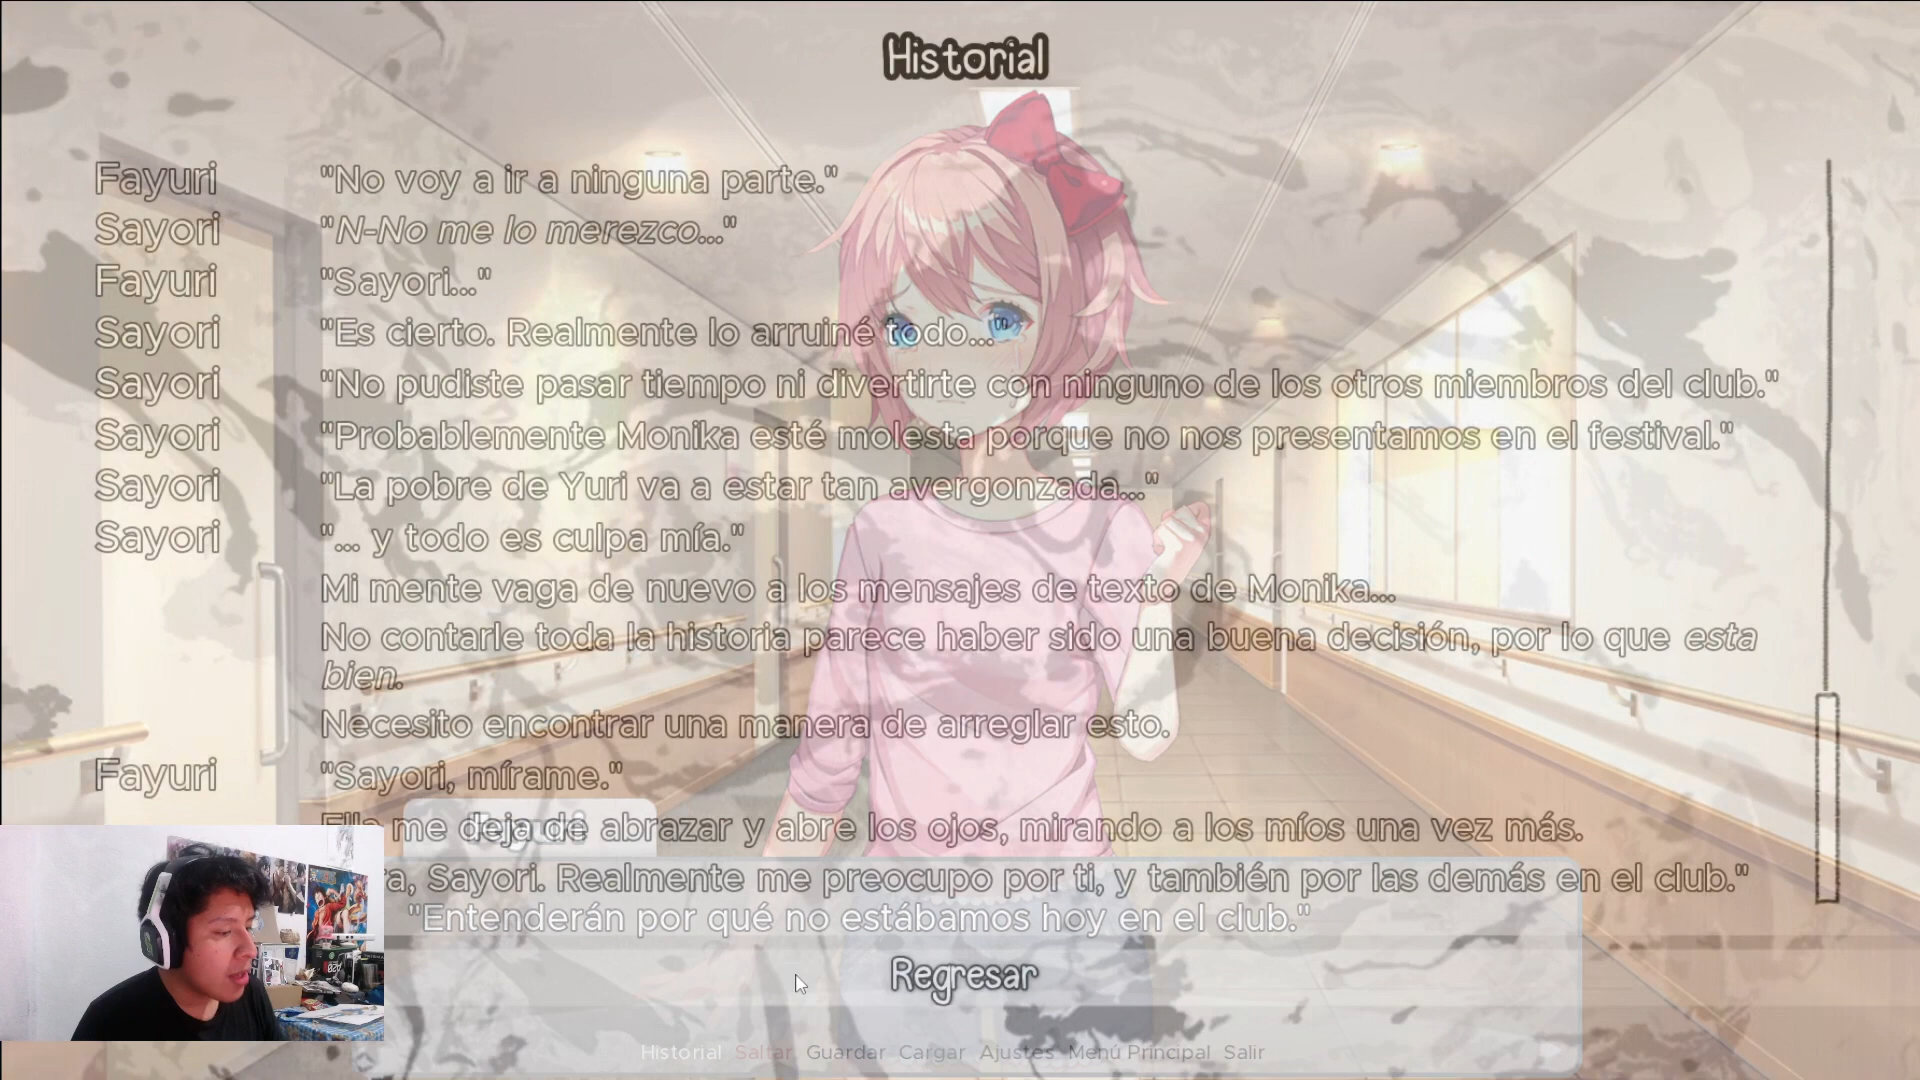 Historial
Fayuri "No voy a ir a ninguna parte."
Sayori "N-No me lo merezco..."
Fayuri "Sayori..."
Sayori "Es cierto. Realmente lo arruiné todo..."
Sayori "No pudiste pasar tiempo ni divertirte con ninguno de los otros miembros del club."
Sayori "Probablemente Monika esté molesta porque no nos presentamos en el festival."
Sayori "La pobre de Yuri va a estar tan avergonzada..."
Sayori "... y todo es culpa mía."
Mi mente vaga de nuevo a los mensajes de texto de Monika...
No contarle toda la historia parece haber sido una buena decisión, por lo que esta
bien.
Necesito encontrar una manera de arreglar esto.
Fayuri "Sayori, mírame."
Ella me deja de abrazar y abre los ojos, mirando a los míos una vez más.
Fayuri
Sayori. Realmente me preocupo por ti, y también por las demás en el club."
"Entenderán por qué no estábamos hoy en el club."
Regresar
Historial Saltar Guardar Cargar Ajustes Menú Principal Salir